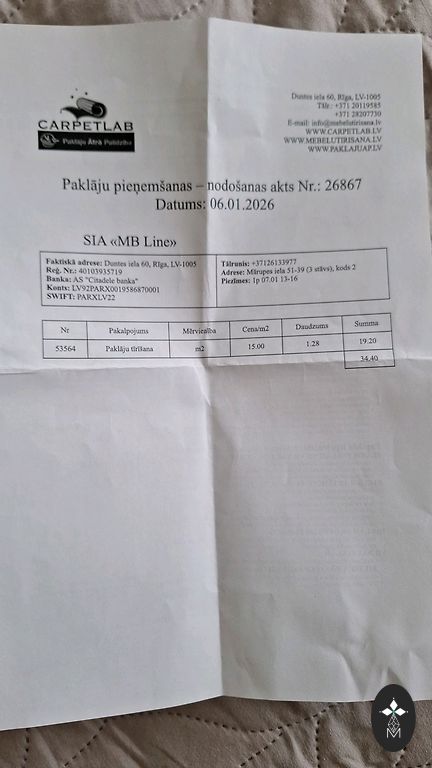 CARPETLAB
Paklāju Ātrā Palīdzība
Duntes iela 60, Rīga, LV-1005
Tālr.: +371 20119585
+371 28207730
E-mail: info@mebelutirisana.lv
WWW.CARPETLAB.LV
WWW.MEBELUTIRISANA.LV
WWW.PAKLAJUAP.LV
Paklāju pieņemšanas – nodošanas akts Nr.: 26867
Datums: 06.01.2026
SIA «MB Line»
Faktiskā adrese: Duntes iela 60, Rīga, LV-1005
Reģ. Nr.: 40103935719
Banka: AS "Citadele banka"
Konts: LV92PARX0019586870001
SWIFT: PARXLV22
Tālrunis: +37126133977
Adrese: Mārupes iela 51-39 (3 stāvs), kods 2
Piezīmes: 1p 07.01 13-16
Nr Pakalpojums Mērvienība Cena/m2 Daudzums Summa
53564 Paklāju tīrīšana m2 15.00 1.28 19.20
34.40
M